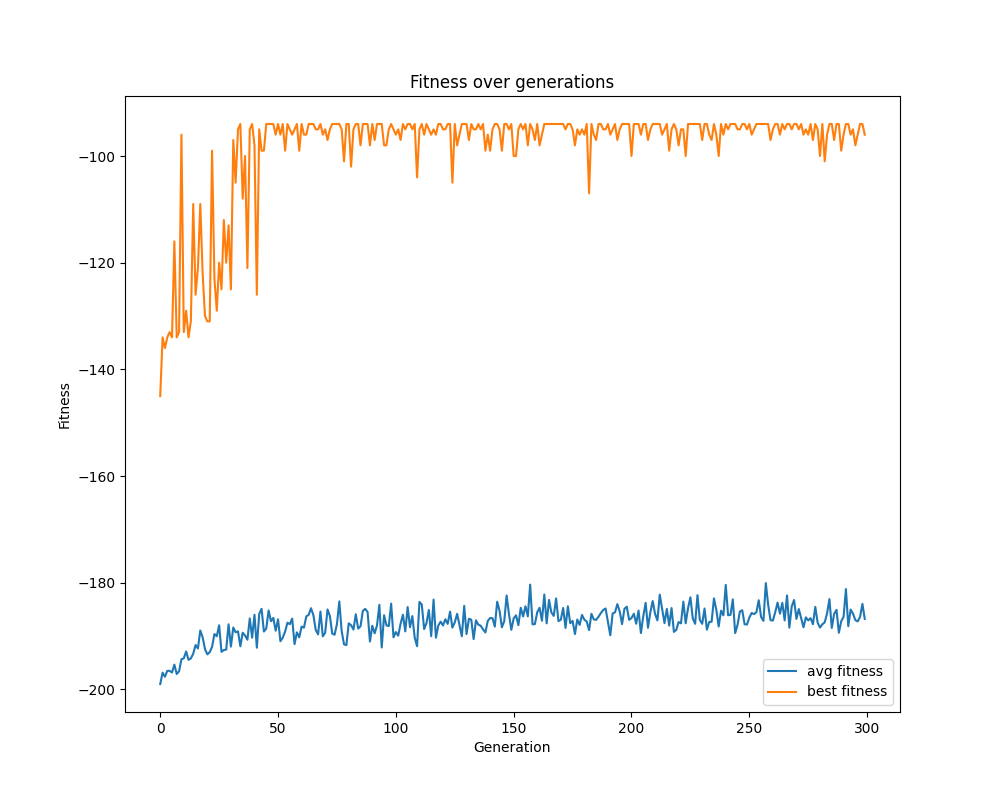 Fitness over generations
Fitness
−100
−120
−140
−160
−180
−200
0 50 100 150 200 250 300
Generation
avg fitness
best fitness